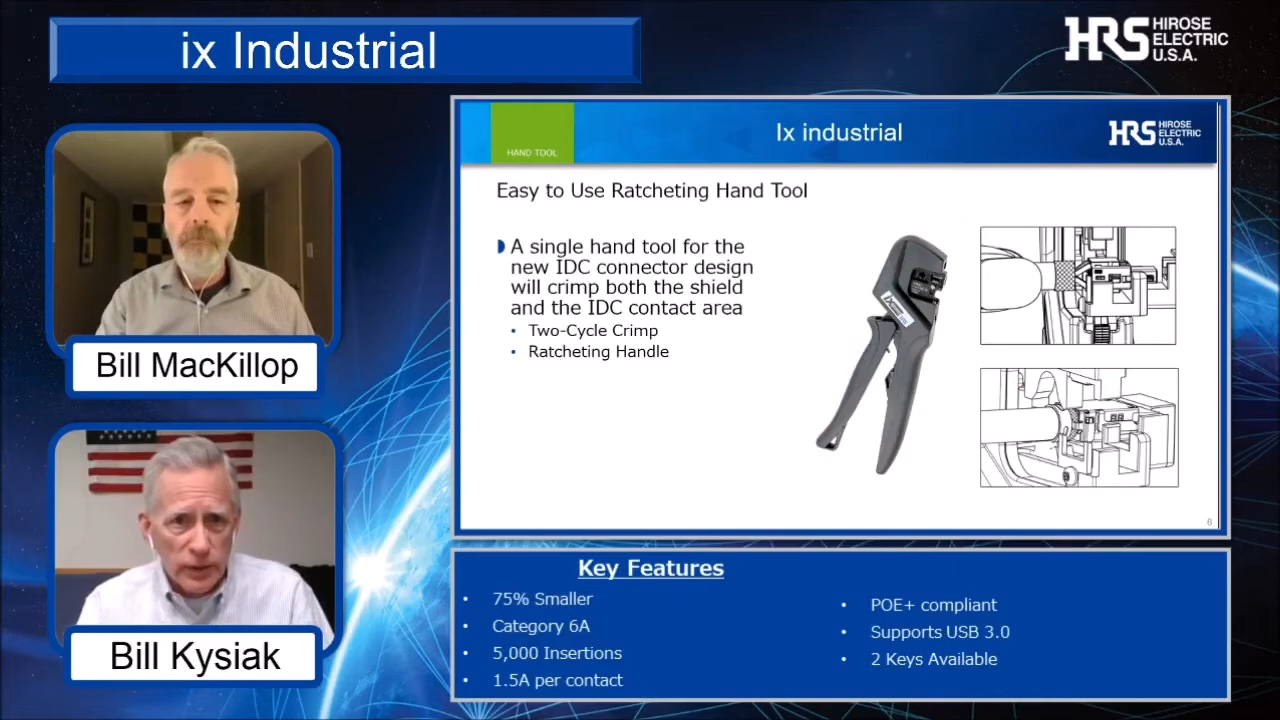 ix Industrial
HRS HIROSE
ELECTRIC
U.S.A.
Bill MacKillop
Bill Kysiak
HAND TOOL
Ix industrial
HRS HIROSE
ELECTRIC
U.S.A.
Easy to Use Ratcheting Hand Tool
A single hand tool for the
new IDC connector design
will crimp both the shield
and the IDC contact area
• Two-Cycle Crimp
• Ratcheting Handle
6
Key Features
• 75% Smaller
• Category 6A
• 5,000 Insertions
• 1.5A per contact
• POE+ compliant
• Supports USB 3.0
• 2 Keys Available